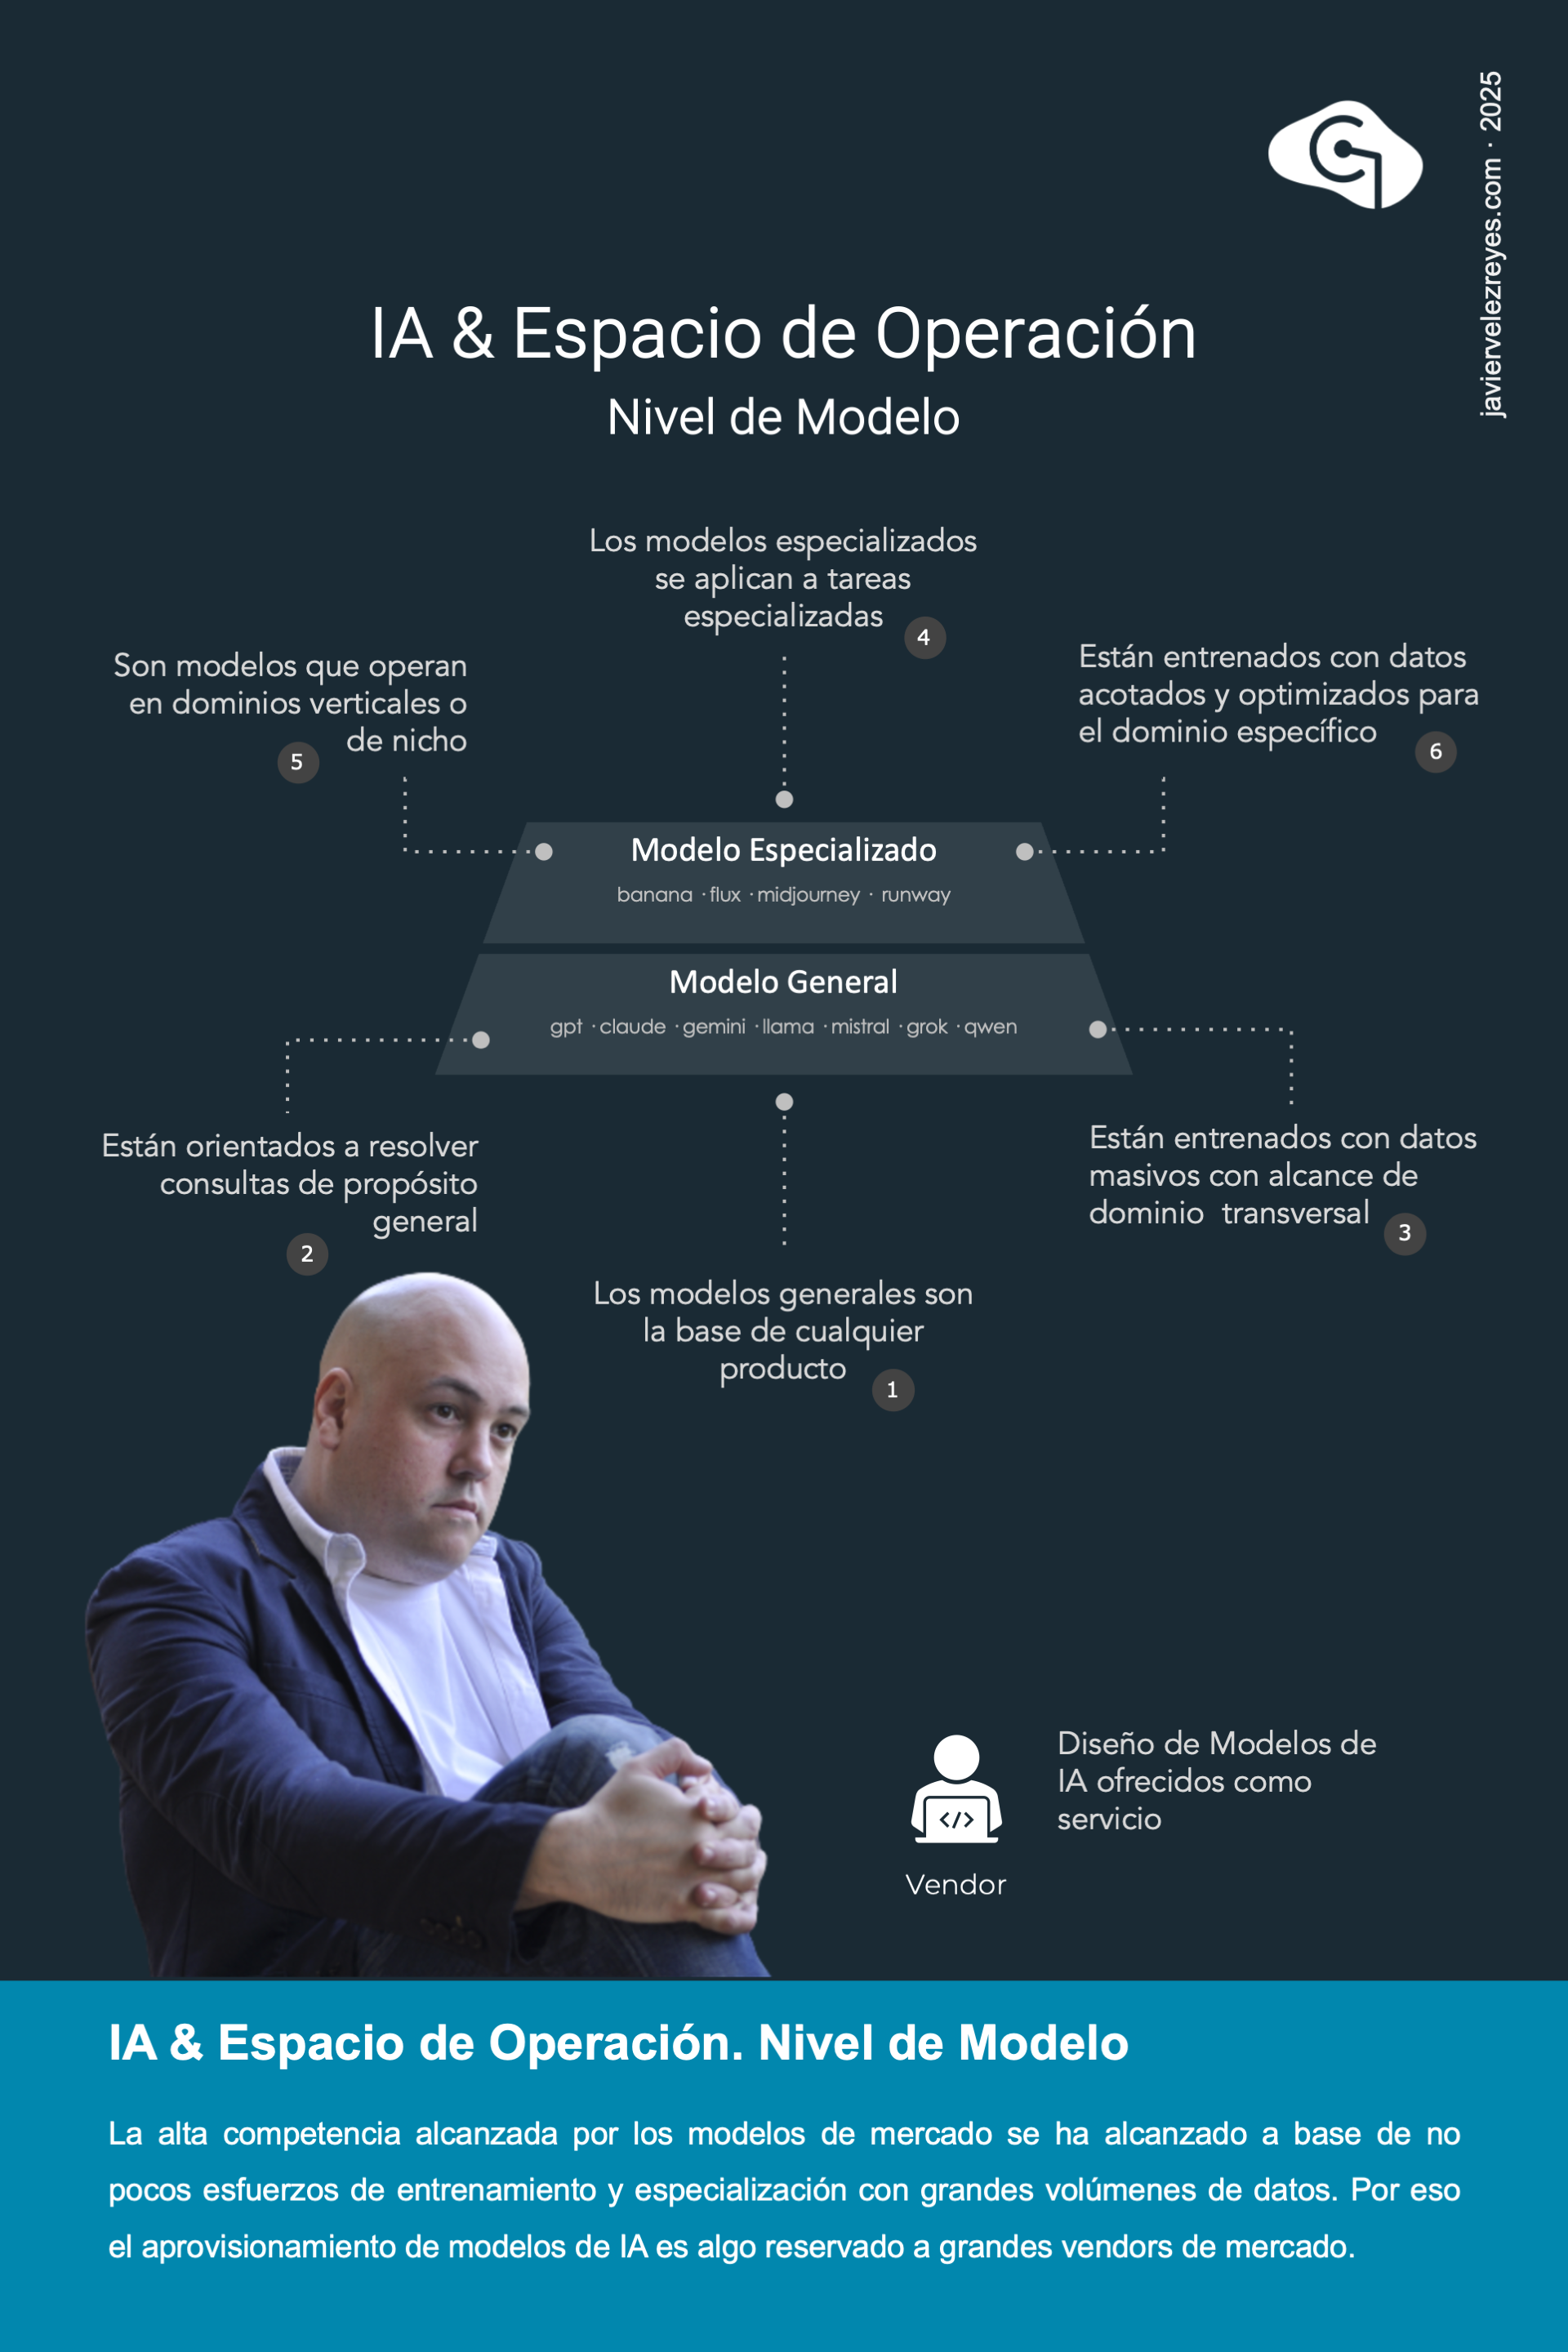 javiervelezreyes.com · 2025
IA & Espacio de Operación
Nivel de Modelo
Los modelos especializados
se aplican a tareas
especializadas
4
Son modelos que operan
en dominios verticales o
de nicho
5
Están entrenados con datos
acotados y optimizados para
el dominio específico
6
Modelo Especializado
banana · flux · midjourney · runway
Modelo General
gpt · claude · gemini · llama · mistral · grok · qwen
Están orientados a resolver
consultas de propósito
general
2
Están entrenados con datos
masivos con alcance de
dominio transversal
3
Los modelos generales son
la base de cualquier
producto
1
</>
Vendor
Diseño de Modelos de
IA ofrecidos como
servicio
IA & Espacio de Operación. Nivel de Modelo
La alta competencia alcanzada por los modelos de mercado se ha alcanzado a base de no
pocos esfuerzos de entrenamiento y especialización con grandes volúmenes de datos. Por eso
el aprovisionamiento de modelos de IA es algo reservado a grandes vendors de mercado.